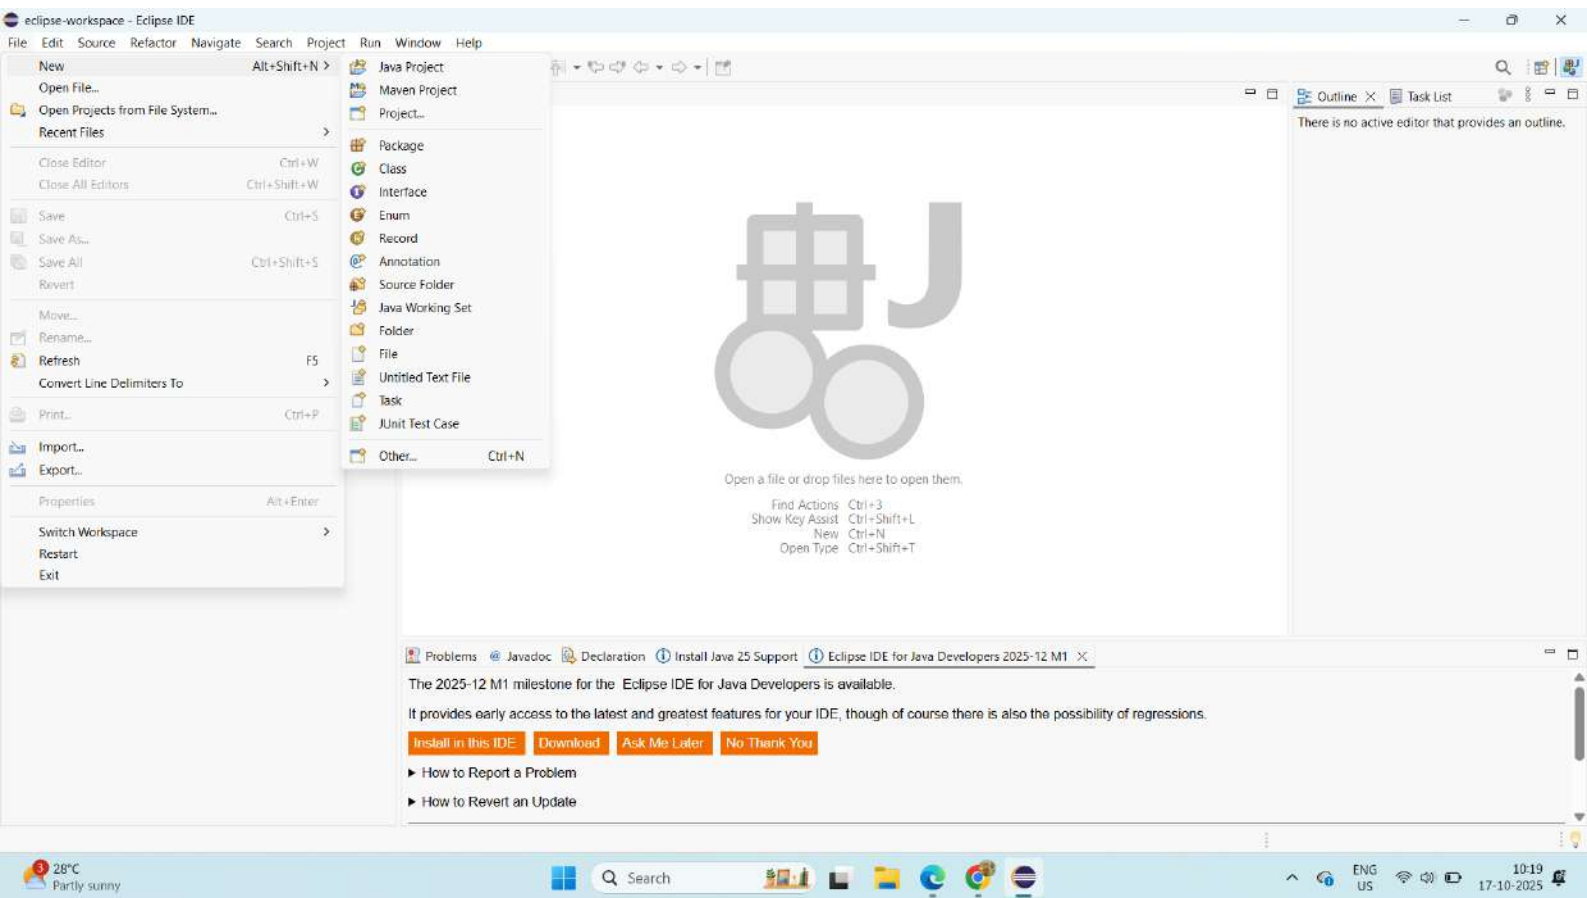 eclipse-workspace - Eclipse IDE
File Edit Source Refactor Navigate Search Project Run Window Help
New Alt+Shift+N >
Open File...
Open Projects from File System...
Recent Files >
Close Editor Ctrl+W
Close All Editors Ctrl+Shift+W
Save Ctrl+S
Save As...
Save All Ctrl+Shift+S
Revert
Move...
Rename...
Refresh F5
Convert Line Delimiters To >
Print... Ctrl+P
Import...
Export...
Properties Alt+Enter
Switch Workspace >
Restart
Exit
Java Project
Maven Project
Project...
Package
Class
Interface
Enum
Record
Annotation
Source Folder
Java Working Set
Folder
File
Untitled Text File
Task
JUnit Test Case
Other... Ctrl+N
Outline Task List
There is no active editor that provides an outline.
J
Open a file or drop files here to open them.
Find Actions Ctrl+3
Show Key Assist Ctrl+Shift+L
New Ctrl+N
Open Type Ctrl+Shift+T
Problems @ Javadoc Declaration Install Java 25 Support Eclipse IDE for Java Developers 2025-12 M1
The 2025-12 M1 milestone for the Eclipse IDE for Java Developers is available.
It provides early access to the latest and greatest features for your IDE, though of course there is also the possibility of regressions.
Install in this IDE Download Ask Me Later No Thank You
How to Report a Problem
How to Revert an Update
3
28°C
Partly sunny
Search
ENG
US
10:19
17-10-2025